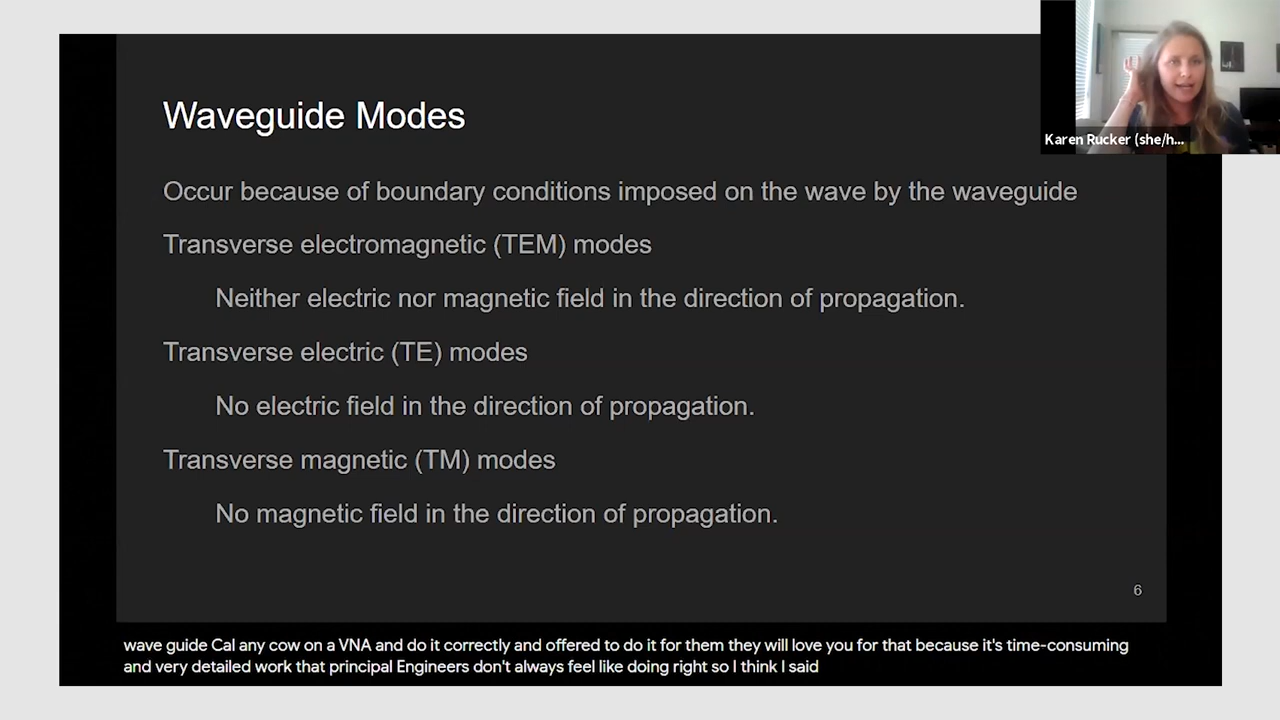 Waveguide Modes
Karen Rucker (she/h...
Occur because of boundary conditions imposed on the wave by the waveguide
Transverse electromagnetic (TEM) modes
Neither electric nor magnetic field in the direction of propagation.
Transverse electric (TE) modes
No electric field in the direction of propagation.
Transverse magnetic (TM) modes
No magnetic field in the direction of propagation.
6
wave guide Cal any cow on a VNA and do it correctly and offered to do it for them they will love you for that because it's time-consuming
and very detailed work that principal Engineers don't always feel like doing right so I think I said